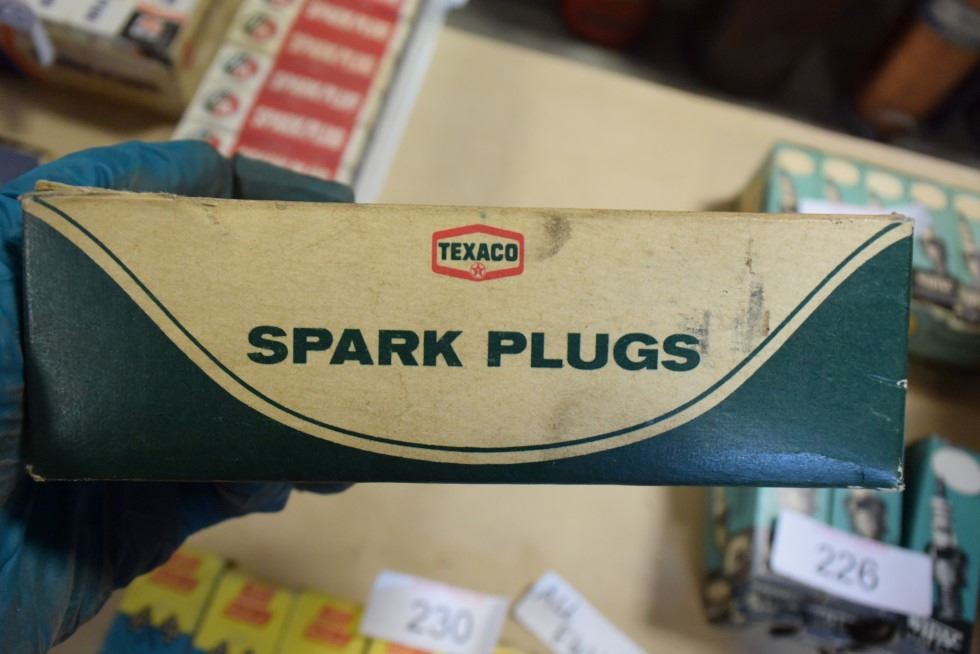 TEXACO
SPARK PLUGS
226
230